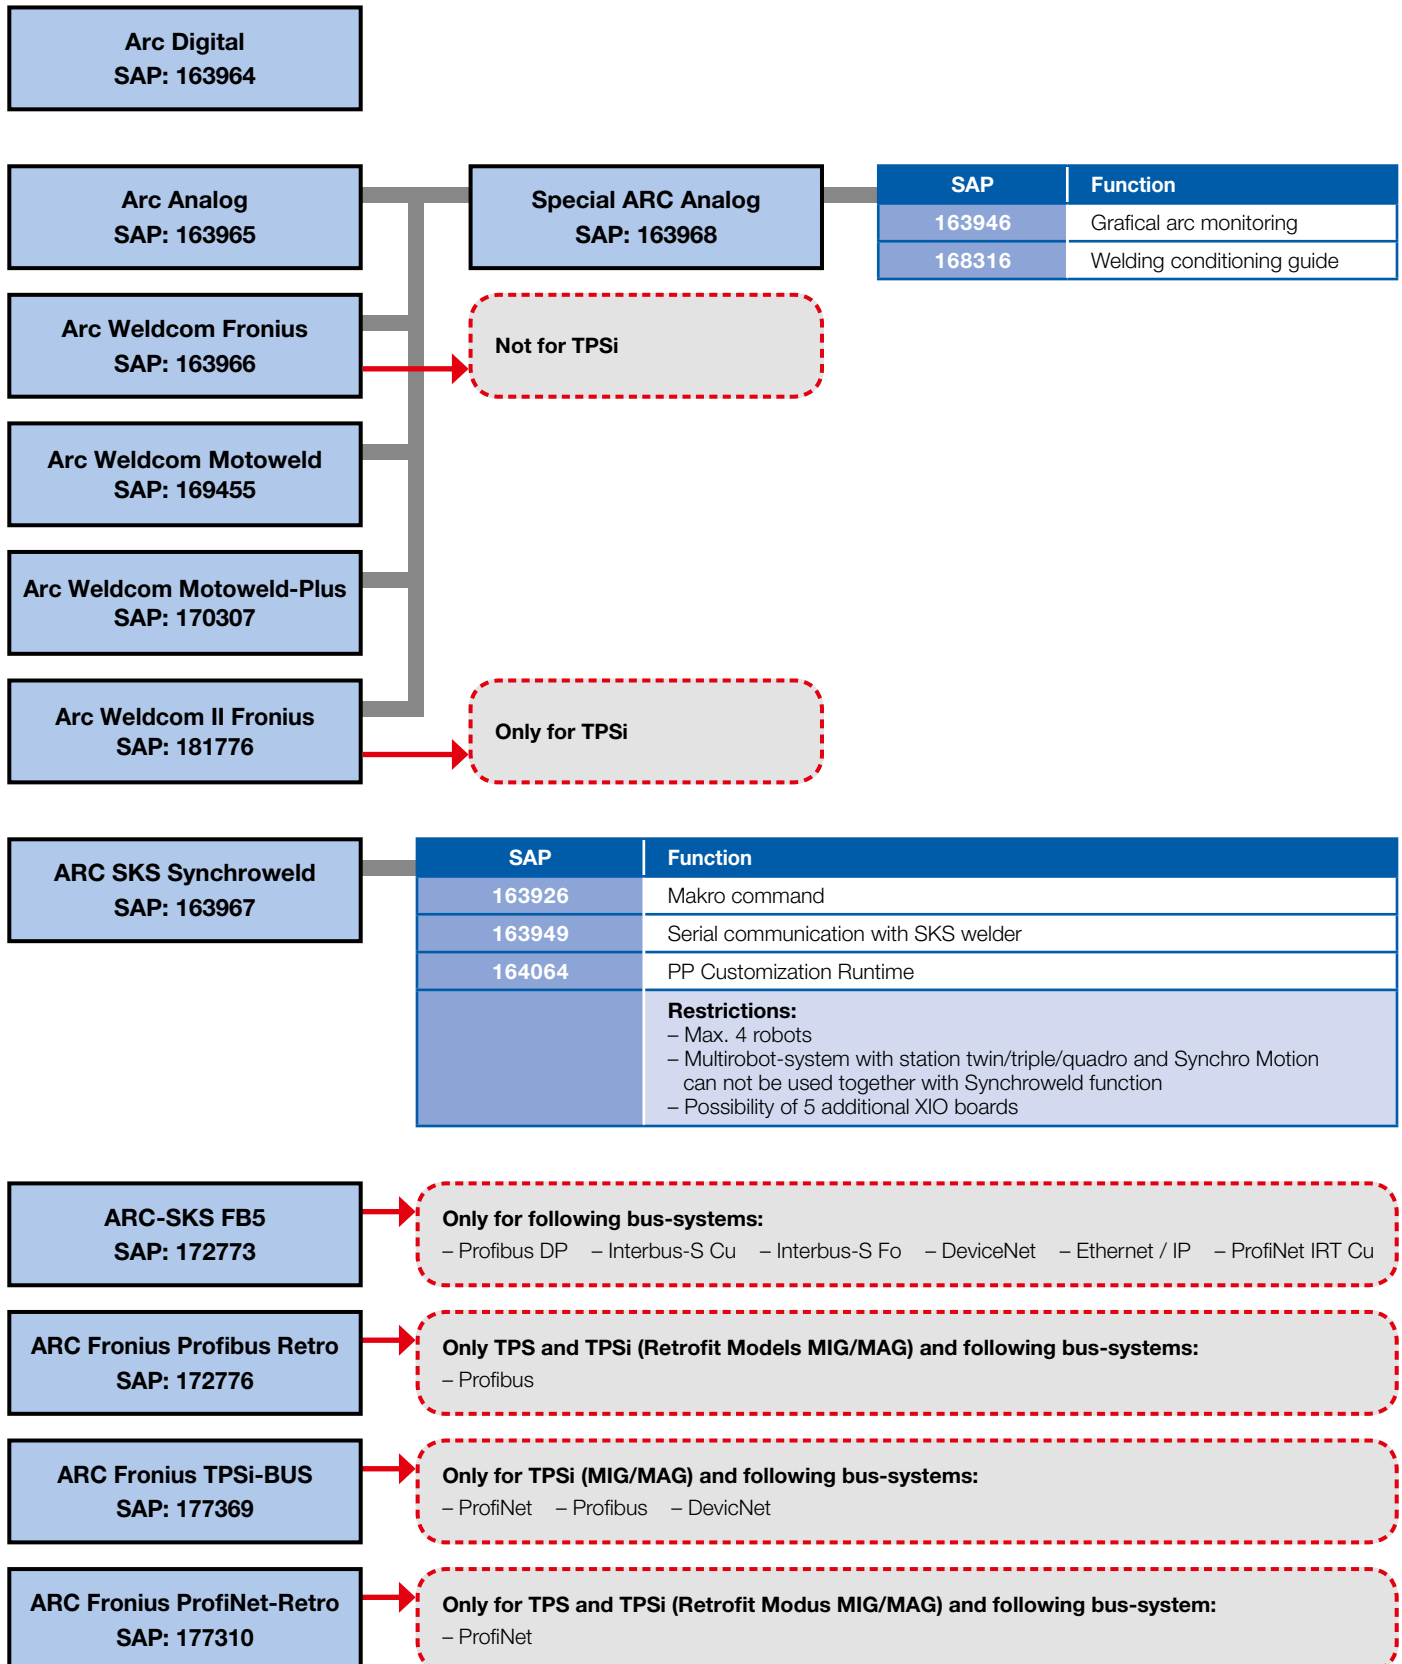 Arc Digital
SAP: 163964
Arc Analog
SAP: 163965
Special ARC Analog
SAP: 163968
SAP Function
163946 Grafical arc monitoring
168316 Welding conditioning guide
Arc Weldcom Fronius
SAP: 163966
Not for TPSi
Arc Weldcom Motoweld
SAP: 169455
Arc Weldcom Motoweld-Plus
SAP: 170307
Arc Weldcom II Fronius
SAP: 181776
Only for TPSi
ARC SKS Synchroweld
SAP: 163967
SAP Function
163926 Makro command
163949 Serial communication with SKS welder
164064 PP Customization Runtime
Restrictions:
– Max. 4 robots
– Multirobot-system with station twin/triple/quadro and Synchro Motion
can not be used together with Synchroweld function
– Possibility of 5 additional XIO boards
ARC-SKS FB5
SAP: 172773
Only for following bus-systems:
– Profibus DP – Interbus-S Cu – Interbus-S Fo – DeviceNet – Ethernet / IP – ProfiNet IRT Cu
ARC Fronius Profibus Retro
SAP: 172776
Only TPS and TPSi (Retrofit Models MIG/MAG) and following bus-systems:
– Profibus
ARC Fronius TPSi-BUS
SAP: 177369
Only for TPSi (MIG/MAG) and following bus-systems:
– ProfiNet – Profibus – DevicNet
ARC Fronius ProfiNet-Retro
SAP: 177310
Only for TPS and TPSi (Retrofit Modus MIG/MAG) and following bus-system:
– ProfiNet